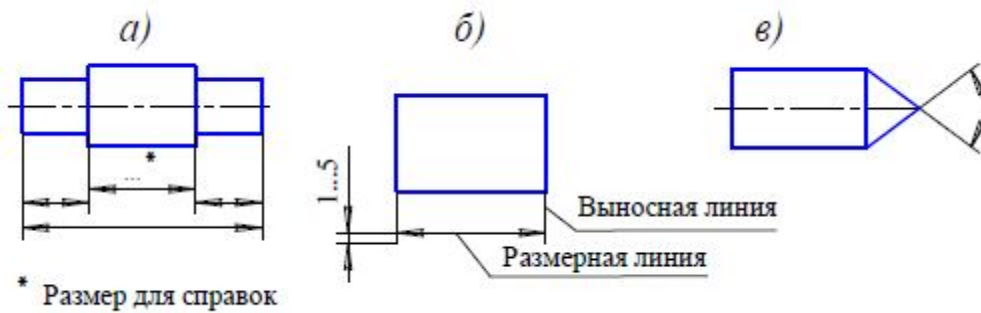 а)
б)
в)
*
...
1...5
Выносная линия
Размерная линия
* Размер для справок